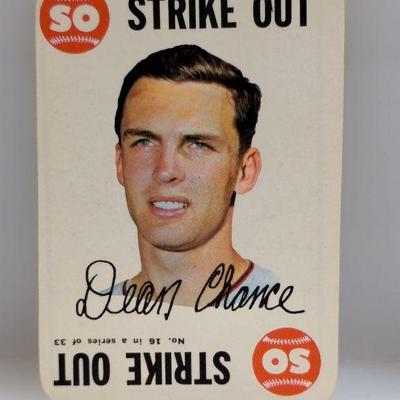 SO STRIKE OUT
Dean Chance
No. 16 in a series of 33
STRIKE OUT SO